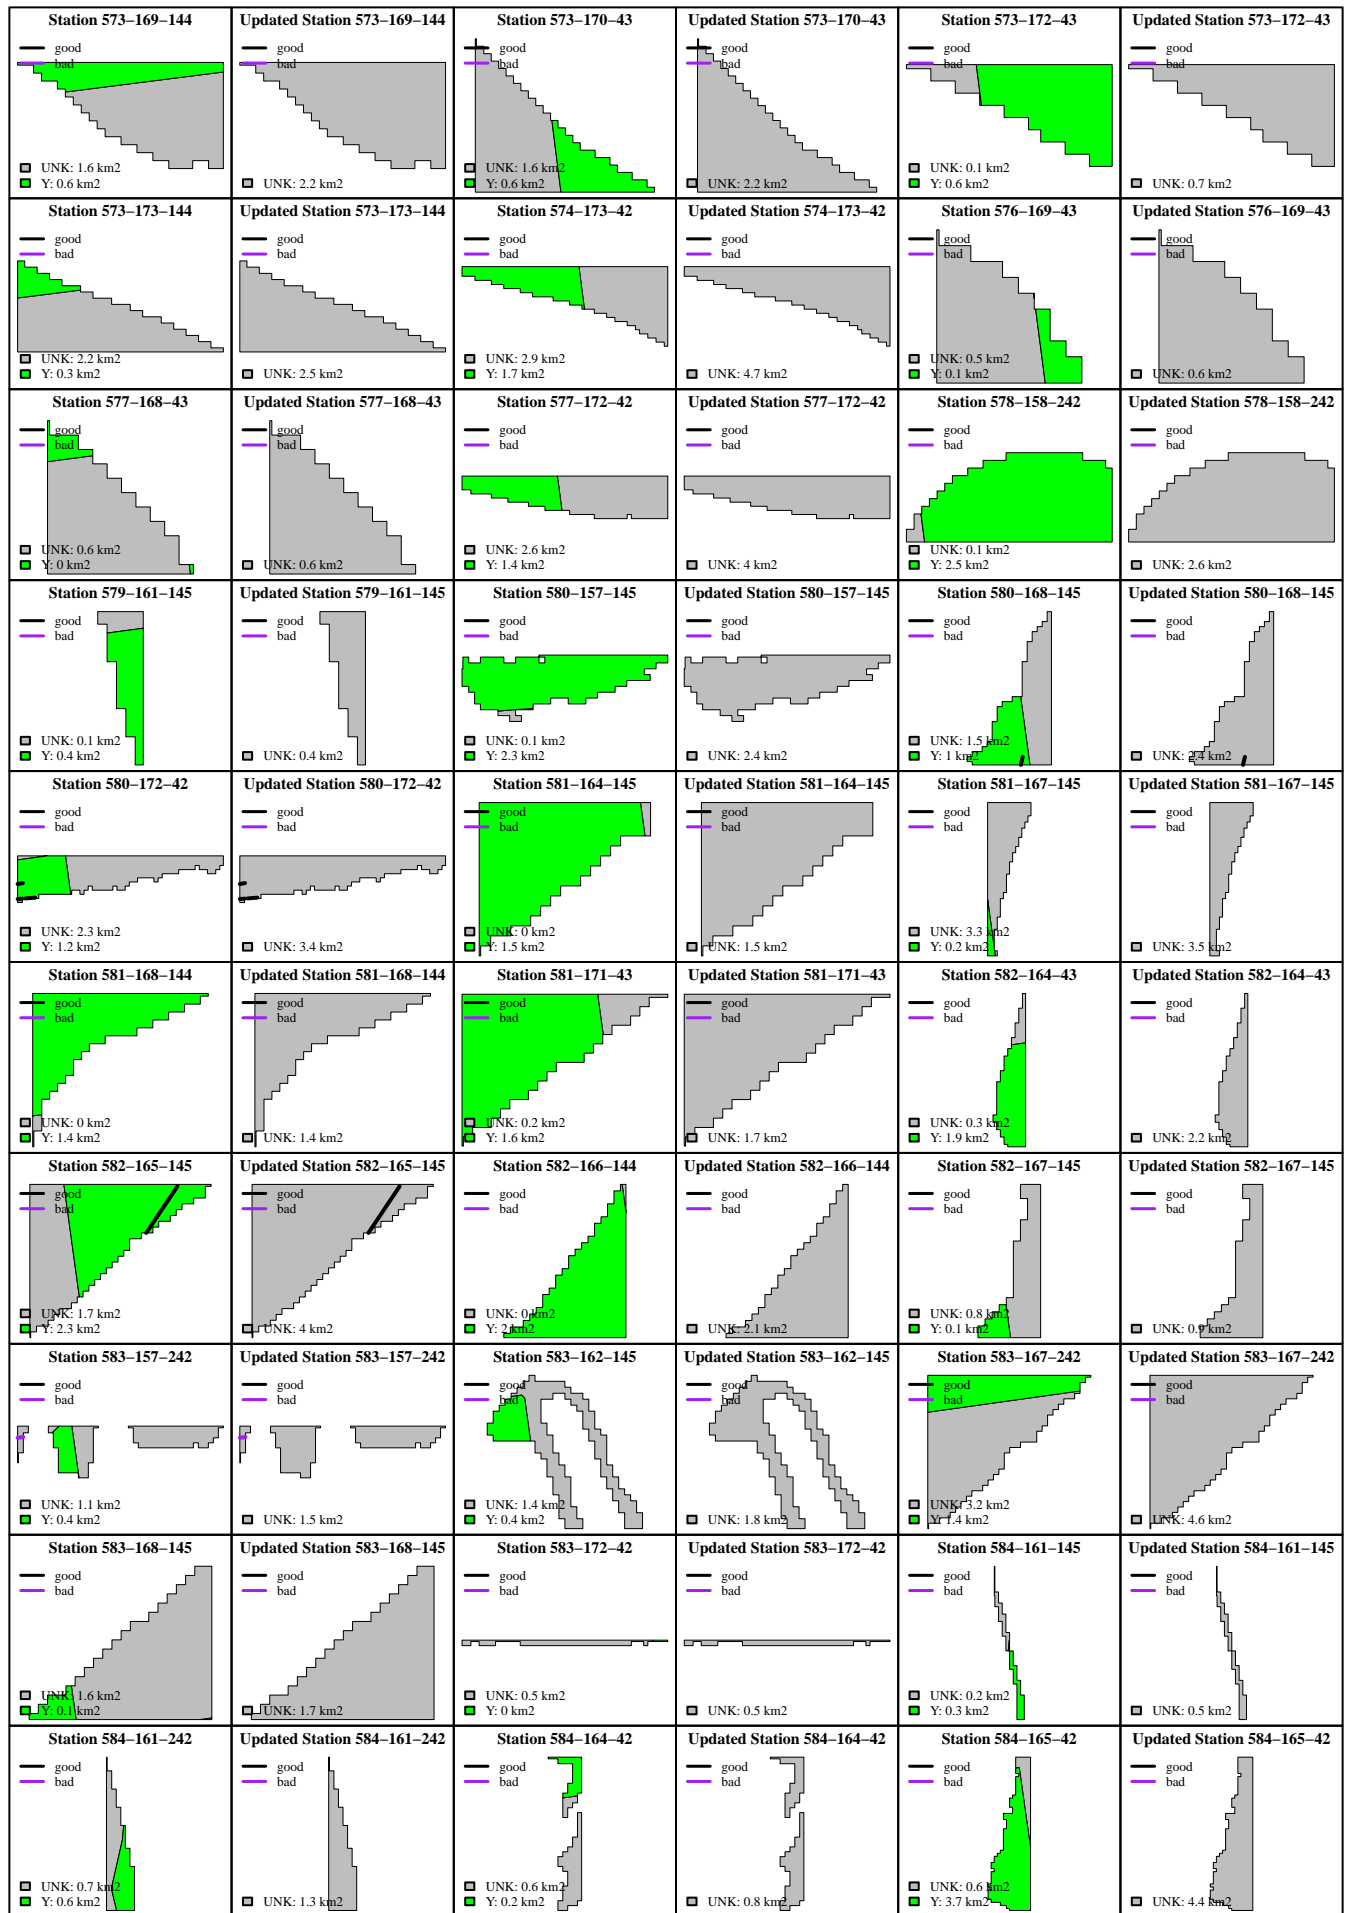 Station 573−169−144
good
bad
UNK: 1.6 km2
Y: 0.6 km2
Updated Station 573−169−144
good
bad
UNK: 2.2 km2
Station 573−170−43
good
bad
UNK: 1.6 km2
Y: 0.6 km2
Updated Station 573−170−43
good
bad
UNK: 2.2 km2
Station 573−172−43
good
bad
UNK: 0.1 km2
Y: 0.6 km2
Updated Station 573−172−43
good
bad
UNK: 0.7 km2
Station 573−173−144
good
bad
UNK: 2.2 km2
Y: 0.3 km2
Updated Station 573−173−144
good
bad
UNK: 2.5 km2
Station 574−173−42
good
bad
UNK: 2.9 km2
Y: 1.7 km2
Updated Station 574−173−42
good
bad
UNK: 4.7 km2
Station 576−169−43
good
bad
UNK: 0.5 km2
Y: 0.1 km2
Updated Station 576−169−43
good
bad
UNK: 0.6 km2
Station 577−168−43
good
bad
UNK: 0.6 km2
Y: 0 km2
Updated Station 577−168−43
good
bad
UNK: 0.6 km2
Station 577−172−42
good
bad
UNK: 2.6 km2
Y: 1.4 km2
Updated Station 577−172−42
good
bad
UNK: 4 km2
Station 578−158−242
good
bad
UNK: 0.1 km2
Y: 2.5 km2
Updated Station 578−158−242
good
bad
UNK: 2.6 km2
Station 579−161−145
good
bad
UNK: 0.1 km2
Y: 0.4 km2
Updated Station 579−161−145
good
bad
UNK: 0.4 km2
Station 580−157−145
good
bad
UNK: 0.1 km2
Y: 2.3 km2
Updated Station 580−157−145
good
bad
UNK: 2.4 km2
Station 580−168−145
good
bad
UNK: 1.5 km2
Y: 1 km2
Updated Station 580−168−145
good
bad
UNK: 2.4 km2
Station 580−172−42
good
bad
UNK: 2.3 km2
Y: 1.2 km2
Updated Station 580−172−42
good
bad
UNK: 3.4 km2
Station 581−164−145
good
bad
UNK: 0 km2
Y: 1.5 km2
Updated Station 581−164−145
good
bad
UNK: 1.5 km2
Station 581−167−145
good
bad
UNK: 3.3 km2
Y: 0.2 km2
Updated Station 581−167−145
good
bad
UNK: 3.5 km2
Station 581−168−144
good
bad
UNK: 0 km2
Y: 1.4 km2
Updated Station 581−168−144
good
bad
UNK: 1.4 km2
Station 581−171−43
good
bad
UNK: 0.2 km2
Y: 1.6 km2
Updated Station 581−171−43
good
bad
UNK: 1.7 km2
Station 582−164−43
good
bad
UNK: 0.3 km2
Y: 1.9 km2
Updated Station 582−164−43
good
bad
UNK: 2.2 km2
Station 582−165−145
good
bad
UNK: 1.7 km2
Y: 2.3 km2
Updated Station 582−165−145
good
bad
UNK: 4 km2
Station 582−166−144
good
bad
UNK: 0 km2
Y: 2 km2
Updated Station 582−166−144
good
bad
UNK: 2.1 km2
Station 582−167−145
good
bad
UNK: 0.8 km2
Y: 0.1 km2
Updated Station 582−167−145
good
bad
UNK: 0.9 km2
Station 583−157−242
good
bad
UNK: 1.1 km2
Y: 0.4 km2
Updated Station 583−157−242
good
bad
UNK: 1.5 km2
Station 583−162−145
good
bad
UNK: 1.4 km2
Y: 0.4 km2
Updated Station 583−162−145
good
bad
UNK: 1.8 km2
Station 583−167−242
good
bad
UNK: 3.2 km2
Y: 1.4 km2
Updated Station 583−167−242
good
bad
UNK: 4.6 km2
Station 583−168−145
good
bad
UNK: 1.6 km2
Y: 0.1 km2
Updated Station 583−168−145
good
bad
UNK: 1.7 km2
Station 583−172−42
good
bad
UNK: 0.5 km2
Y: 0 km2
Updated Station 583−172−42
good
bad
UNK: 0.5 km2
Station 584−161−145
good
bad
UNK: 0.2 km2
Y: 0.3 km2
Updated Station 584−161−145
good
bad
UNK: 0.5 km2
Station 584−161−242
good
bad
UNK: 0.7 km2
Y: 0.6 km2
Updated Station 584−161−242
good
bad
UNK: 1.3 km2
Station 584−164−42
good
bad
UNK: 0.6 km2
Y: 0.2 km2
Updated Station 584−164−42
good
bad
UNK: 0.8 km2
Station 584−165−42
good
bad
UNK: 0.6 km2
Y: 3.7 km2
Updated Station 584−165−42
good
bad
UNK: 4.4 km2